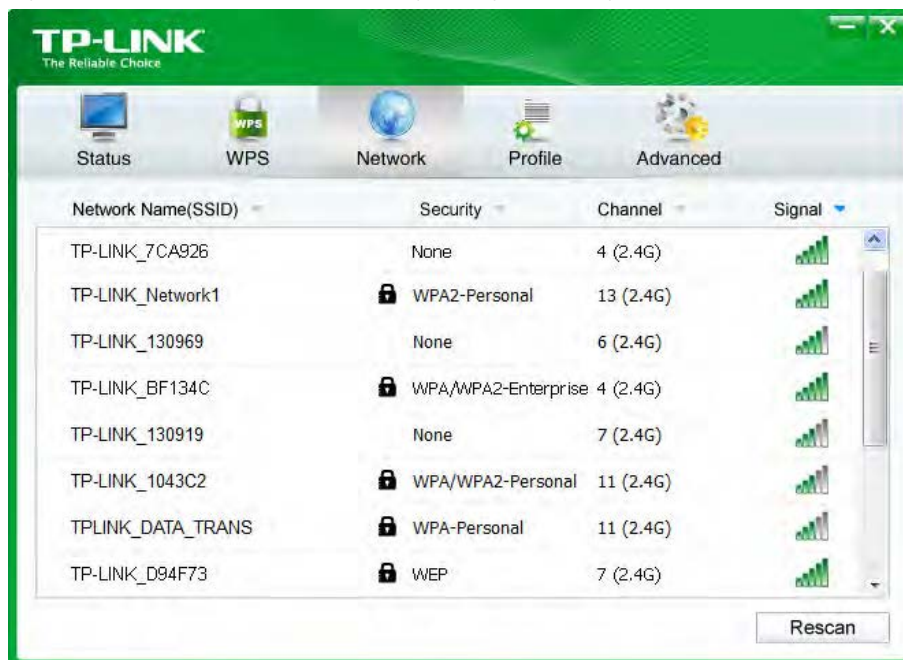 TP-LINK
The Reliable Choice
WPS
Status WPS Network Profile Advanced
Network Name(SSID) Security Channel Signal
TP-LINK_7CA926 None 4 (2.4G)
TP-LINK_Network1 WPA2-Personal 13 (2.4G)
TP-LINK_130969 None 6 (2.4G)
TP-LINK_BF134C WPA/WPA2-Enterprise 4 (2.4G)
TP-LINK_130919 None 7 (2.4G)
TP-LINK_1043C2 WPA/WPA2-Personal 11 (2.4G)
TPLINK_DATA_TRANS WPA-Personal 11 (2.4G)
TP-LINK_D94F73 WEP 7 (2.4G)
Rescan